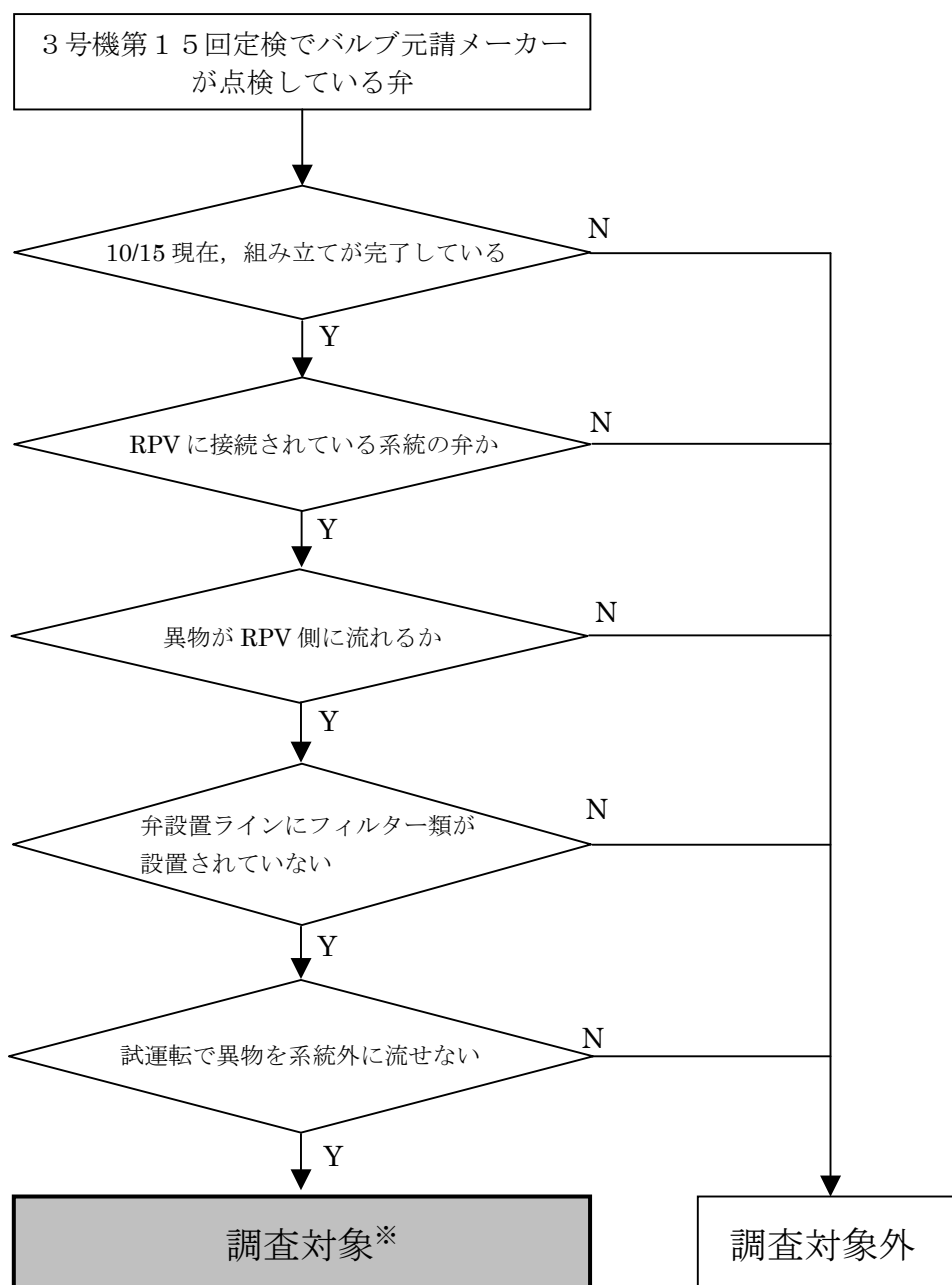 ３号機第１５回定検でバルブ元請メーカー
が点検している弁
10/15 現在，組み立てが完了している
N
Y
RPV に接続されている系統の弁か
N
Y
異物が RPV 側に流れるか
N
Y
弁設置ラインにフィルター類が
設置されていない
N
Y
試運転で異物を系統外に流せない
N
Y
調査対象※
調査対象外